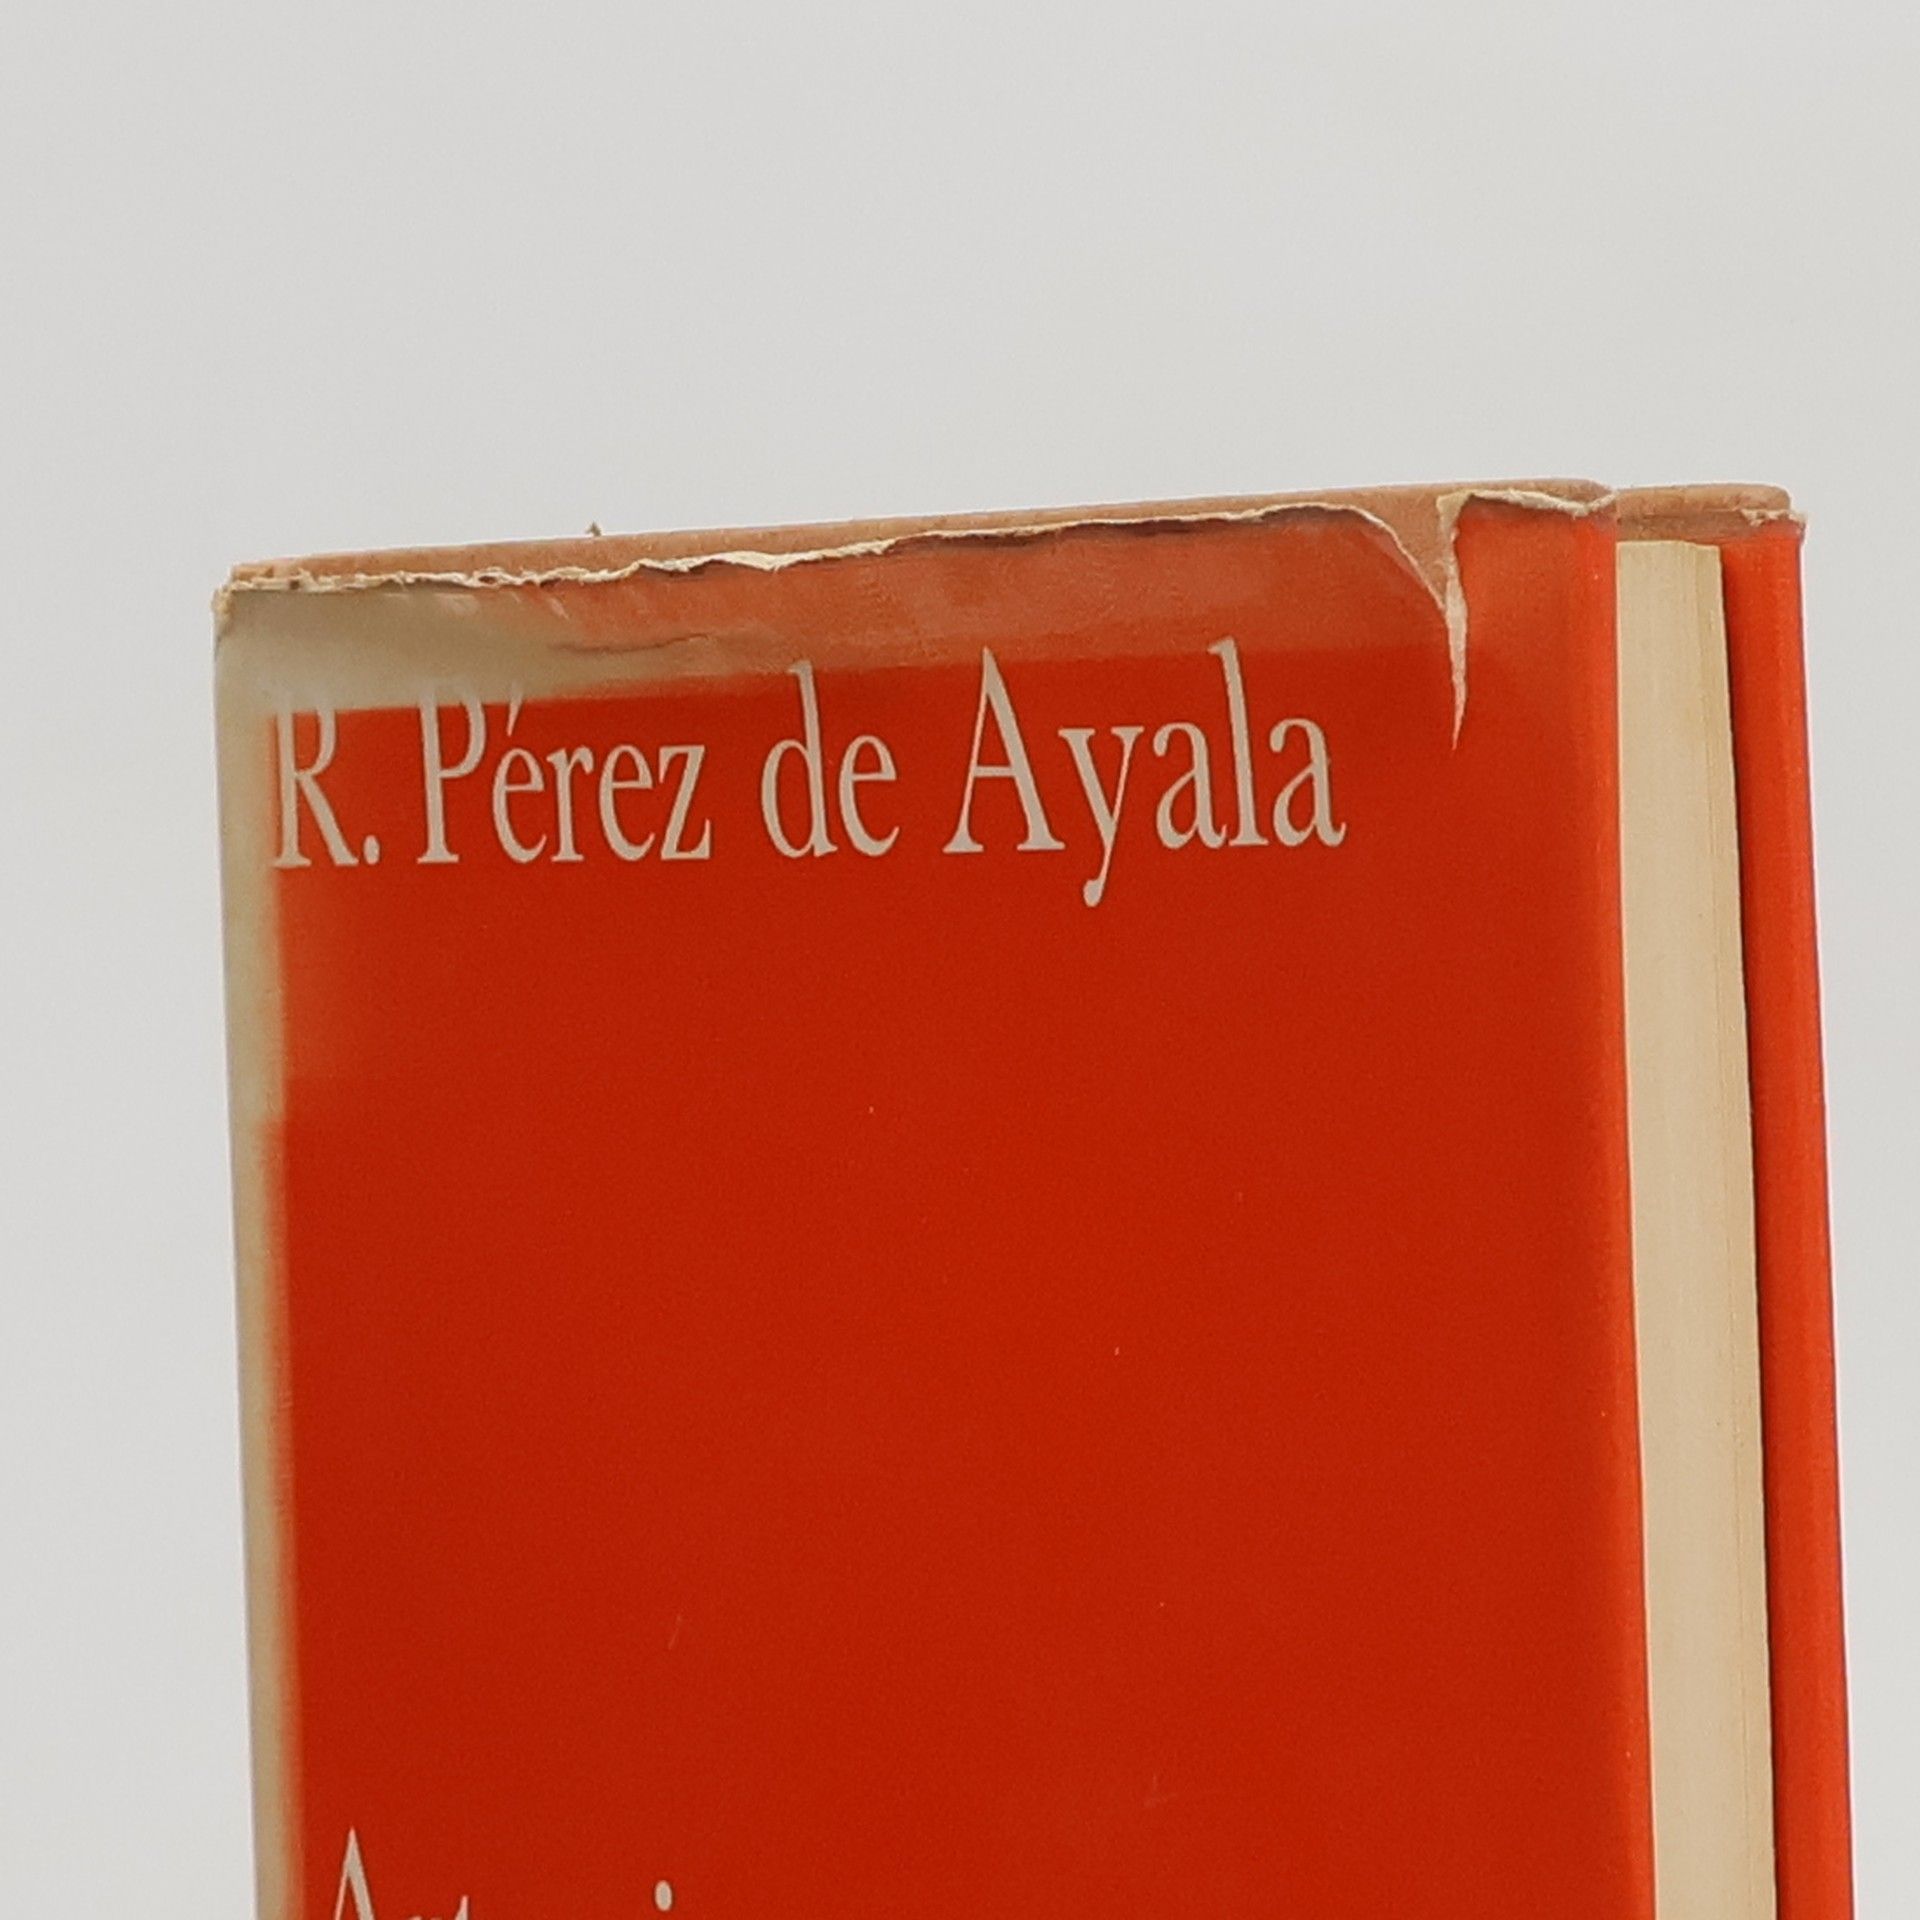 R. Pérez de Ayala